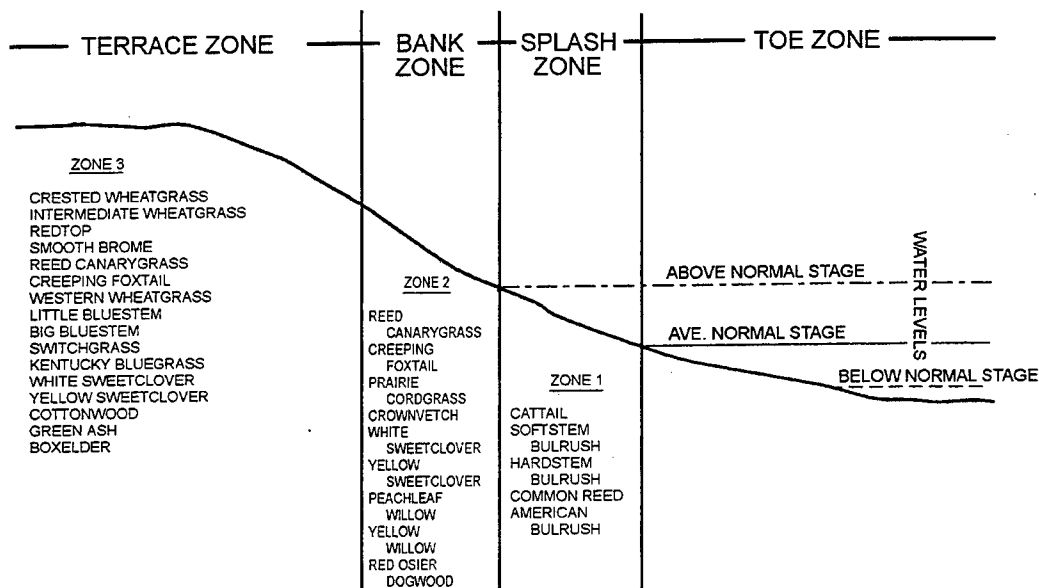 TERRACE ZONE
BANK
ZONE
SPLASH
ZONE
TOE ZONE
ZONE 3
CRESTED WHEATGRASS
INTERMEDIATE WHEATGRASS
REDTOP
SMOOTH BROME
REED CANARYGRASS
CREEPING FOXTAIL
WESTERN WHEATGRASS
LITTLE BLUESTEM
BIG BLUESTEM
SWITCHGRASS
KENTUCKY BLUEGRASS
WHITE SWEETCLOVER
YELLOW SWEETCLOVER
COTTONWOOD
GREEN ASH
BOXELDER
ZONE 2
REED
CANARYGRASS
CREEPING
FOXTAIL
PRAIRIE
CORDGRASS
CROWNVETCH
WHITE
SWEETCLOVER
YELLOW
SWEETCLOVER
PEACHLEAF
WILLOW
YELLOW
WILLOW
RED OSIER
DOGWOOD
ZONE 1
CATTAIL
SOFTSTEM
BULRUSH
HARDSTEM
BULRUSH
COMMON REED
AMERICAN
BULRUSH
ABOVE NORMAL STAGE
AVE. NORMAL STAGE
BELOW NORMAL STAGE
WATER LEVELS